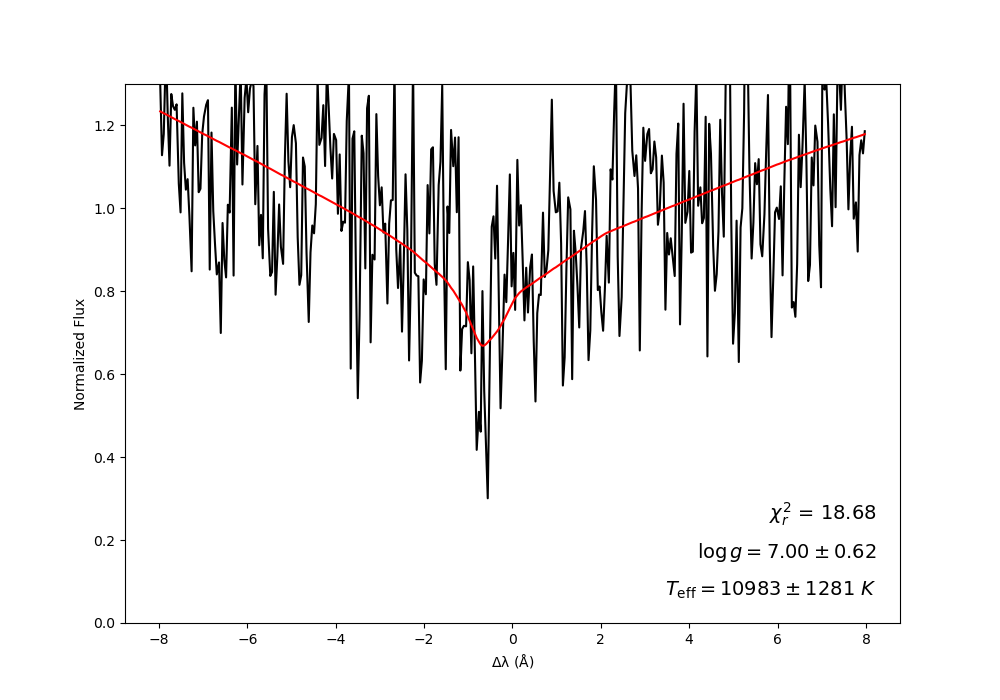 1.2
1.0
0.8
0.6
0.4
0.2
0.0
Normalized Flux
χ²ᵣ = 18.68
log g = 7.00 ± 0.62
T_eff = 10983 ± 1281 K
−8 −6 −4 −2 0 2 4 6 8
Δλ (Å)